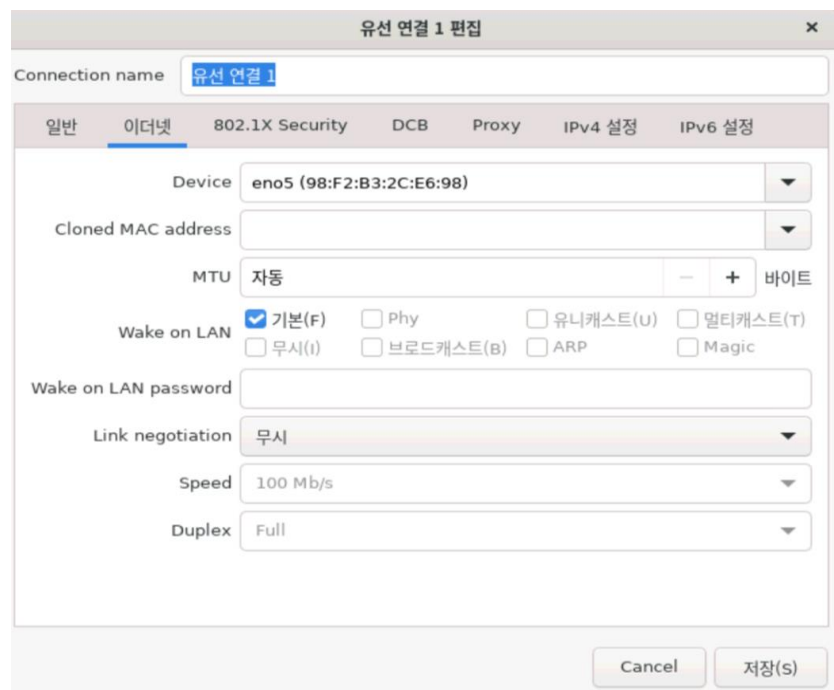 유선 연결 1 편집 ×
Connection name 유선 연결 1
일반 이더넷 802.1X Security DCB Proxy IPv4 설정 IPv6 설정
Device eno5 (98:F2:B3:2C:E6:98)
Cloned MAC address
MTU 자동 − + 바이트
Wake on LAN
기본(F) Phy 유니캐스트(U) 멀티캐스트(T)
무시(I) 브로드캐스트(B) ARP Magic
Wake on LAN password
Link negotiation 무시
Speed 100 Mb/s
Duplex Full
Cancel 저장(S)